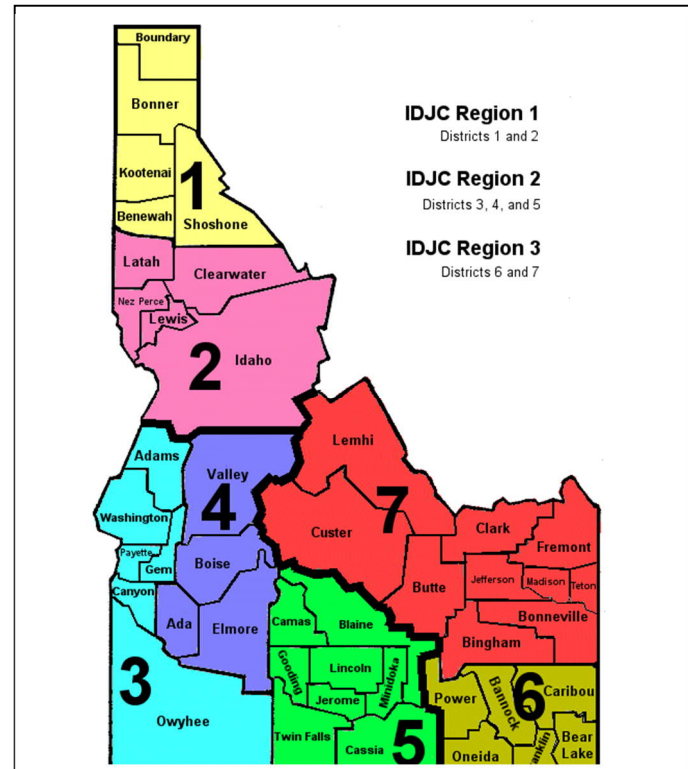 Boundary
Bonner
IDJC Region 1
Districts 1 and 2
Kootenai
1
IDJC Region 2
Districts 3, 4, and 5
Benewah
Shoshone
IDJC Region 3
Districts 6 and 7
Latah
Clearwater
Nez Perce
Lewis
2
Idaho
Lemhi
Adams
Valley
7
Washington
4
Custer
Clark
Fremont
Payette
Gem
Boise
Jefferson
Madison
Teton
Canyon
Butte
Bonneville
Ada
Elmore
Camas
Blaine
Bingham
Gooding
Lincoln
Minidoka
3
Jerome
Power
Bannock
6
Caribou
Owyhee
Twin Falls
Cassia
5
Oneida
anklin
Bear
Lake